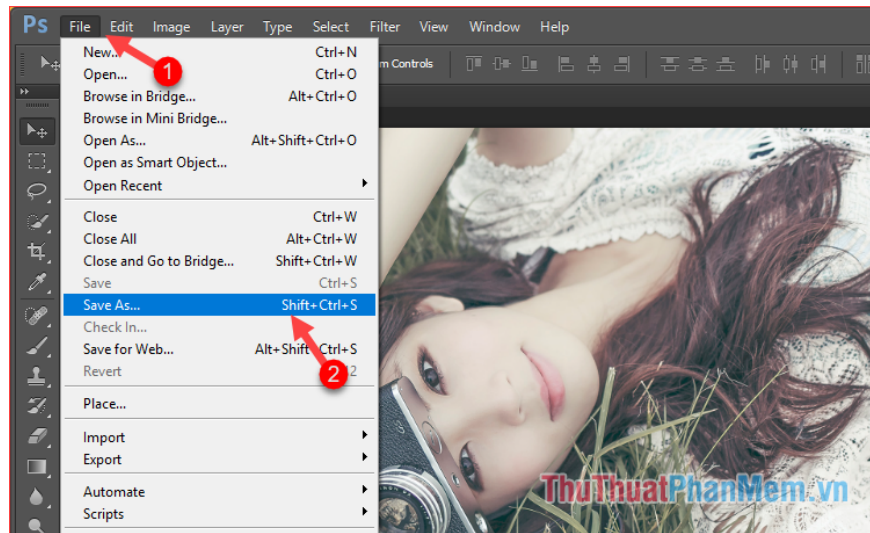 Ps File Edit Image Layer Type Select Filter View Window Help
New... Ctrl+N
1
Open... Ctrl+O
m Controls
Browse in Bridge... Alt+Ctrl+O
Browse in Mini Bridge...
Open As... Alt+Shift+Ctrl+O
Open as Smart Object...
Open Recent
Close Ctrl+W
Close All Alt+Ctrl+W
Close and Go to Bridge... Shift+Ctrl+W
Save Ctrl+S
Save As... Shift+Ctrl+S
Check In...
Save for Web... Alt+Shift Ctrl+S
Revert 2
2
Place...
Import
Export
Automate
Scripts
ThuThuatPhanMem.vn